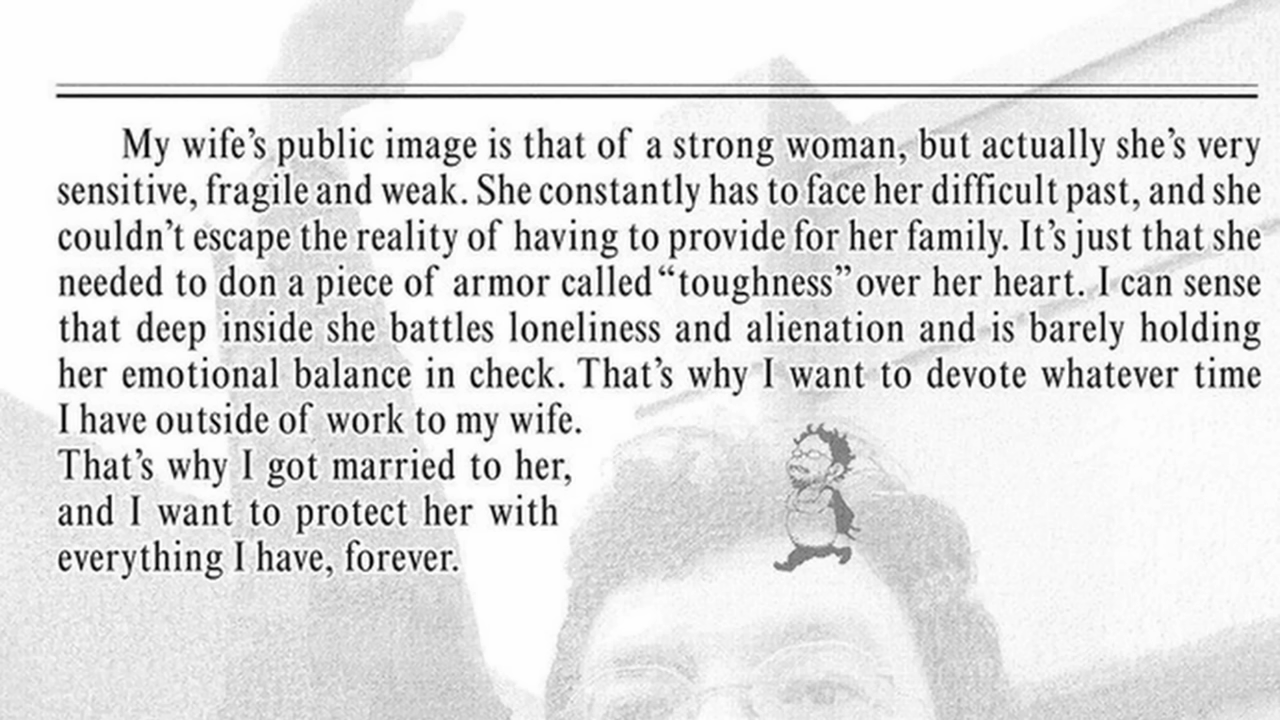 My wife’s public image is that of a strong woman, but actually she’s very
sensitive, fragile and weak. She constantly has to face her difficult past, and she
couldn’t escape the reality of having to provide for her family. It’s just that she
needed to don a piece of armor called “toughness” over her heart. I can sense
that deep inside she battles loneliness and alienation and is barely holding
her emotional balance in check. That’s why I want to devote whatever time
I have outside of work to my wife.
That’s why I got married to her,
and I want to protect her with
everything I have, forever.